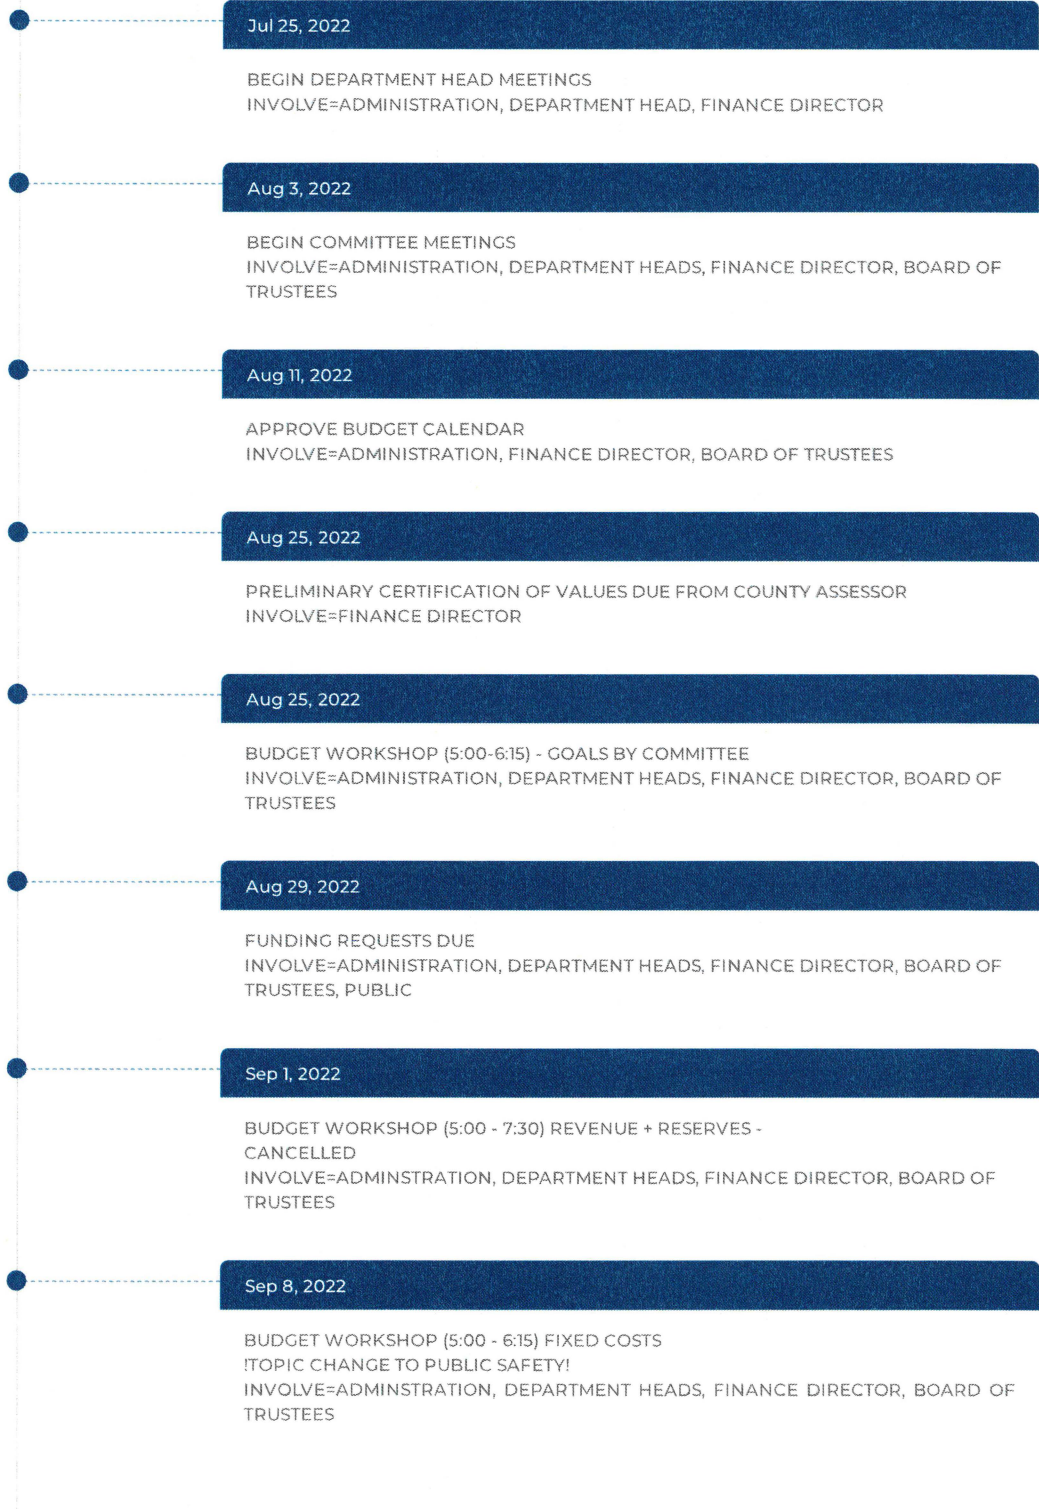 Jul 25, 2022
BEGIN DEPARTMENT HEAD MEETINGS
INVOLVE=ADMINISTRATION, DEPARTMENT HEAD, FINANCE DIRECTOR
Aug 3, 2022
BEGIN COMMITTEE MEETINGS
INVOLVE=ADMINISTRATION, DEPARTMENT HEADS, FINANCE DIRECTOR, BOARD OF
TRUSTEES
Aug 11, 2022
APPROVE BUDGET CALENDAR
INVOLVE=ADMINISTRATION, FINANCE DIRECTOR, BOARD OF TRUSTEES
Aug 25, 2022
PRELIMINARY CERTIFICATION OF VALUES DUE FROM COUNTY ASSESSOR
INVOLVE=FINANCE DIRECTOR
Aug 25, 2022
BUDGET WORKSHOP (5:00-6:15) - GOALS BY COMMITTEE
INVOLVE=ADMINISTRATION, DEPARTMENT HEADS, FINANCE DIRECTOR, BOARD OF
TRUSTEES
Aug 29, 2022
FUNDING REQUESTS DUE
INVOLVE=ADMINISTRATION, DEPARTMENT HEADS, FINANCE DIRECTOR, BOARD OF
TRUSTEES, PUBLIC
Sep 1, 2022
BUDGET WORKSHOP (5:00 - 7:30) REVENUE + RESERVES -
CANCELLED
INVOLVE=ADMINSTRATION, DEPARTMENT HEADS, FINANCE DIRECTOR, BOARD OF
TRUSTEES
Sep 8, 2022
BUDGET WORKSHOP (5:00 - 6:15) FIXED COSTS
!TOPIC CHANGE TO PUBLIC SAFETY!
INVOLVE=ADMINSTRATION, DEPARTMENT HEADS, FINANCE DIRECTOR, BOARD OF
TRUSTEES